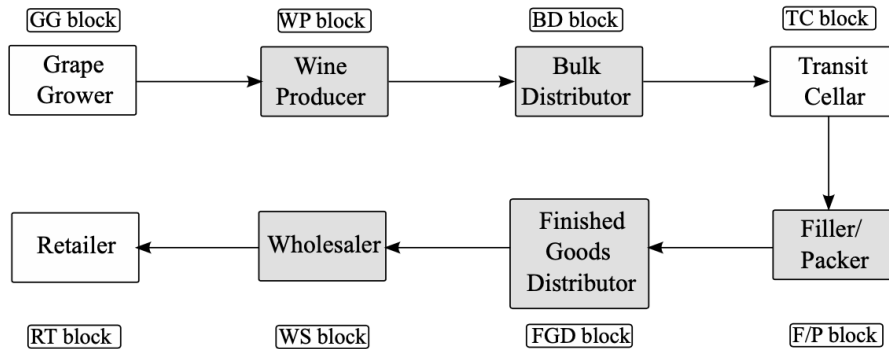 GG block
WP block
BD block
TC block
Grape
Grower
Wine
Producer
Bulk
Distributor
Transit
Cellar
Retailer
Wholesaler
Finished
Goods
Distributor
Filler/
Packer
RT block
WS block
FGD block
F/P block